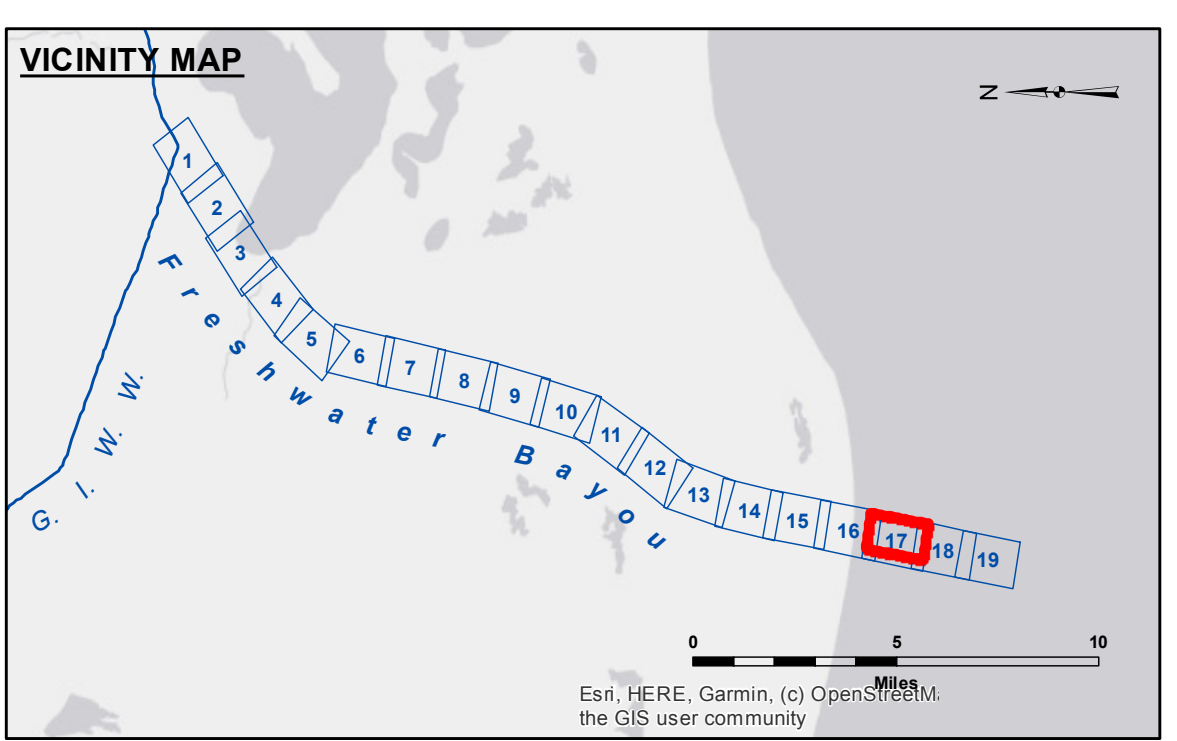 VICINITY MAP
N
1
2
3
4
5
6
7
8
9
10
11
12
13
14
15
16
17
18
19
Freshwater Bayou
G. I. W. W.
0 5 10
Miles
Esri, HERE, Garmin, (c) OpenStreetM
the GIS user community